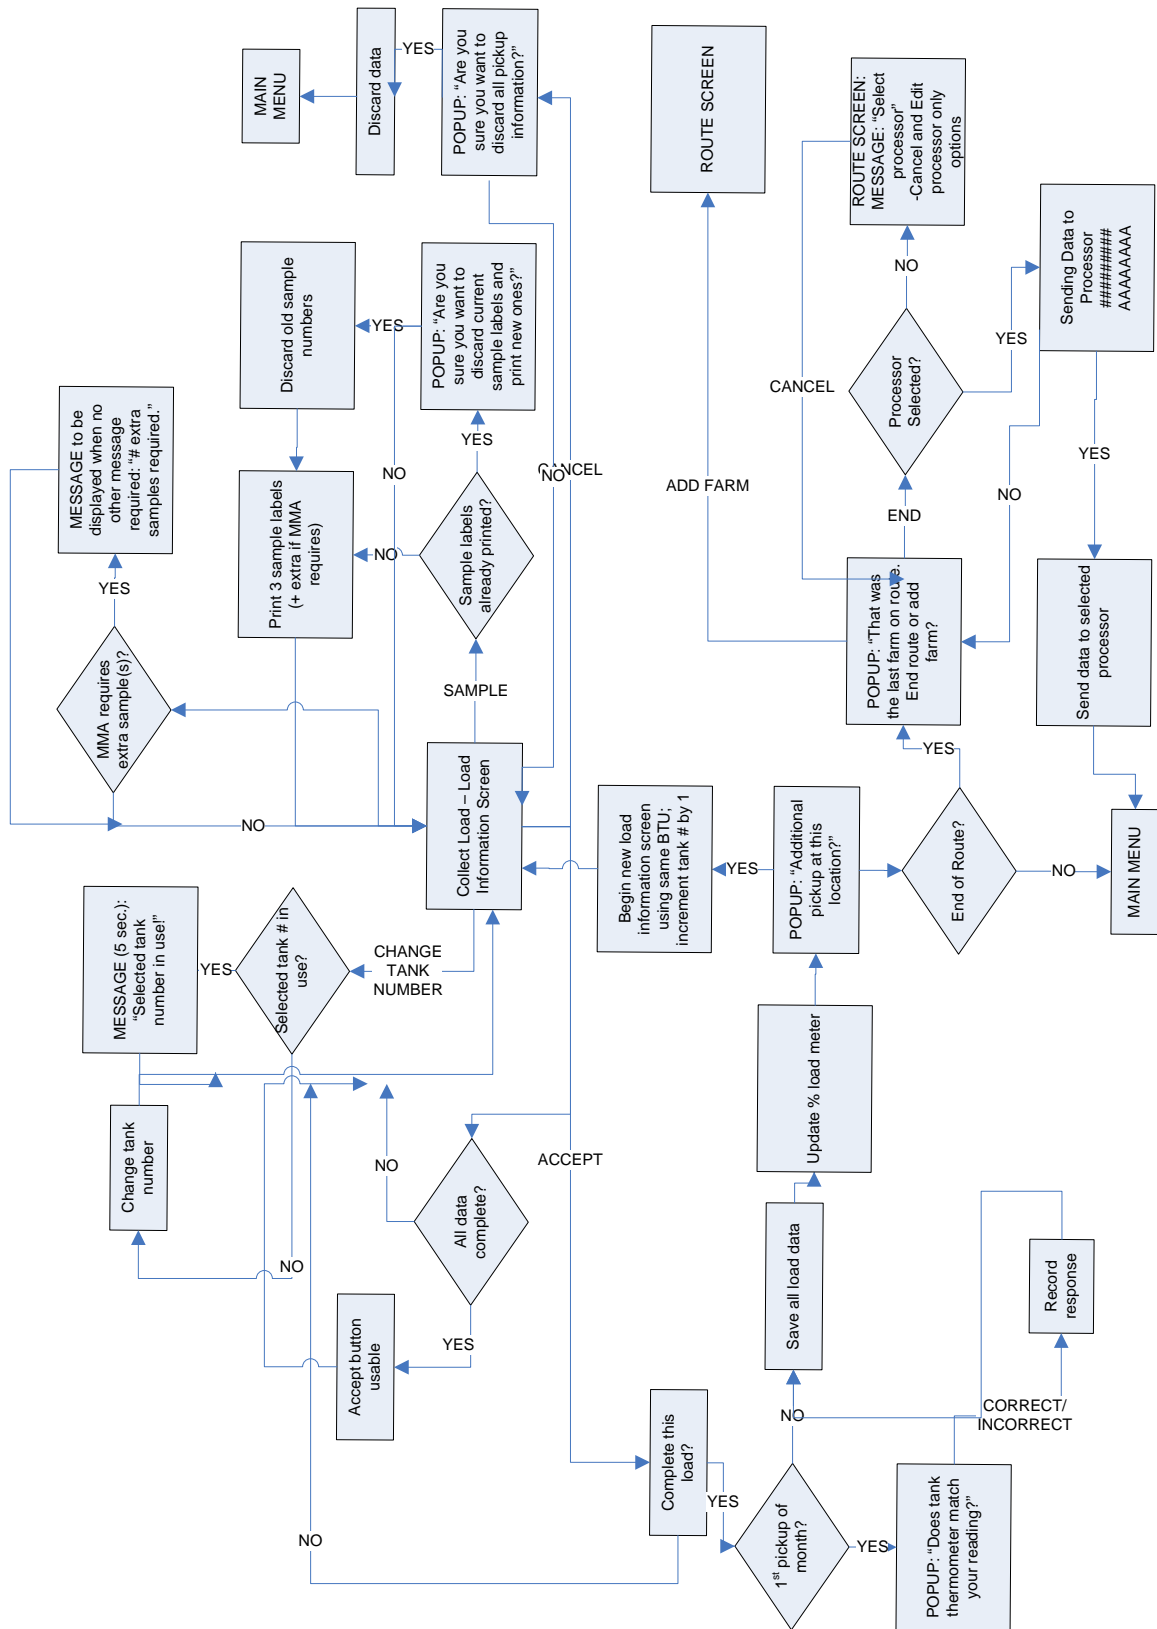 MAIN
MENU
Discard data
YES
POPUP: “Are you
sure you want to
discard all pickup
information?”
Discard old sample
numbers
YES
POPUP: “Are you
sure you want to
discard current
sample labels and
print new ones?”
MESSAGE to be
displayed when no
other message
required: “# extra
samples required.”
YES
MMA requires
extra sample(s)?
NO
Print 3 sample labels
(+ extra if MMA
requires)
NO
NO
YES
Sample labels
already printed?
SAMPLE
CANCEL
NO
Collect Load – Load
Information Screen
MESSAGE (5 sec.):
“Selected tank
number in use!”
YES
Selected tank # in
use?
CHANGE
TANK
NUMBER
Change tank
number
NO
NO
All data
complete?
YES
Accept button
usable
ACCEPT
NO
Complete this
load?
YES
1st pickup of
month?
NO
YES
POPUP: “Does tank
thermometer match
your reading?”
CORRECT/
INCORRECT
Record
response
Save all load data
Update % load meter
POPUP: “Additional
pickup at this
location?”
YES
Begin new load
information screen
using same BTU;
increment tank # by 1
End of Route?
NO
MAIN MENU
YES
POPUP: “That was
the last farm on route.
End route or add
farm?
ADD FARM
ROUTE SCREEN
END
CANCEL
Processor
Selected?
NO
ROUTE SCREEN:
MESSAGE: “Select
processor”
-Cancel and Edit
processor only
options
YES
Sending Data to
Processor
#########
AAAAAAAAA
NO
YES
Send data to selected
processor